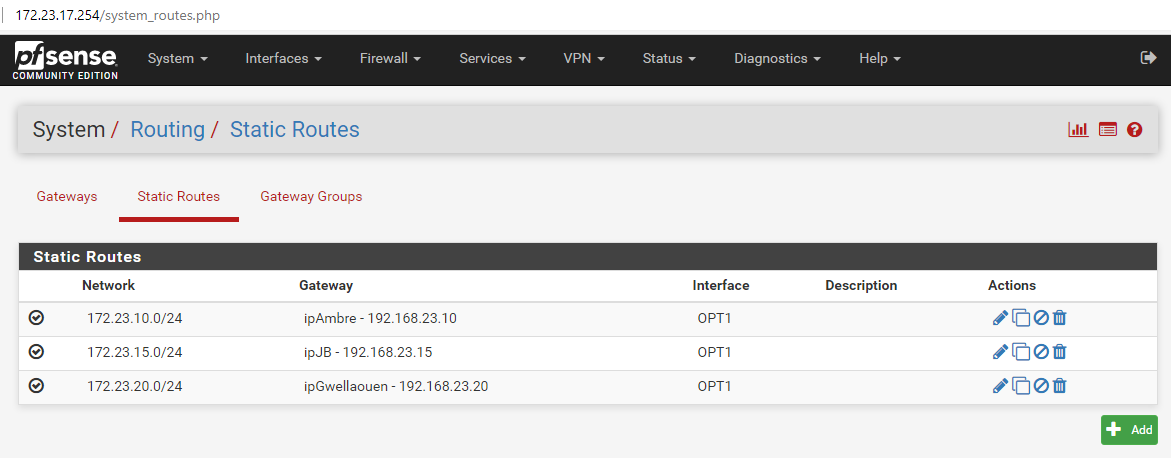 172.23.17.254/system_routes.php
pfsense System Interfaces Firewall Services VPN Status Diagnostics Help
COMMUNITY EDITION
System / Routing / Static Routes
Gateways Static Routes Gateway Groups
Static Routes
Network Gateway Interface Description Actions
172.23.10.0/24 ipAmbre - 192.168.23.10 OPT1
172.23.15.0/24 ipJB - 192.168.23.15 OPT1
172.23.20.0/24 ipGwellaouen - 192.168.23.20 OPT1
Add